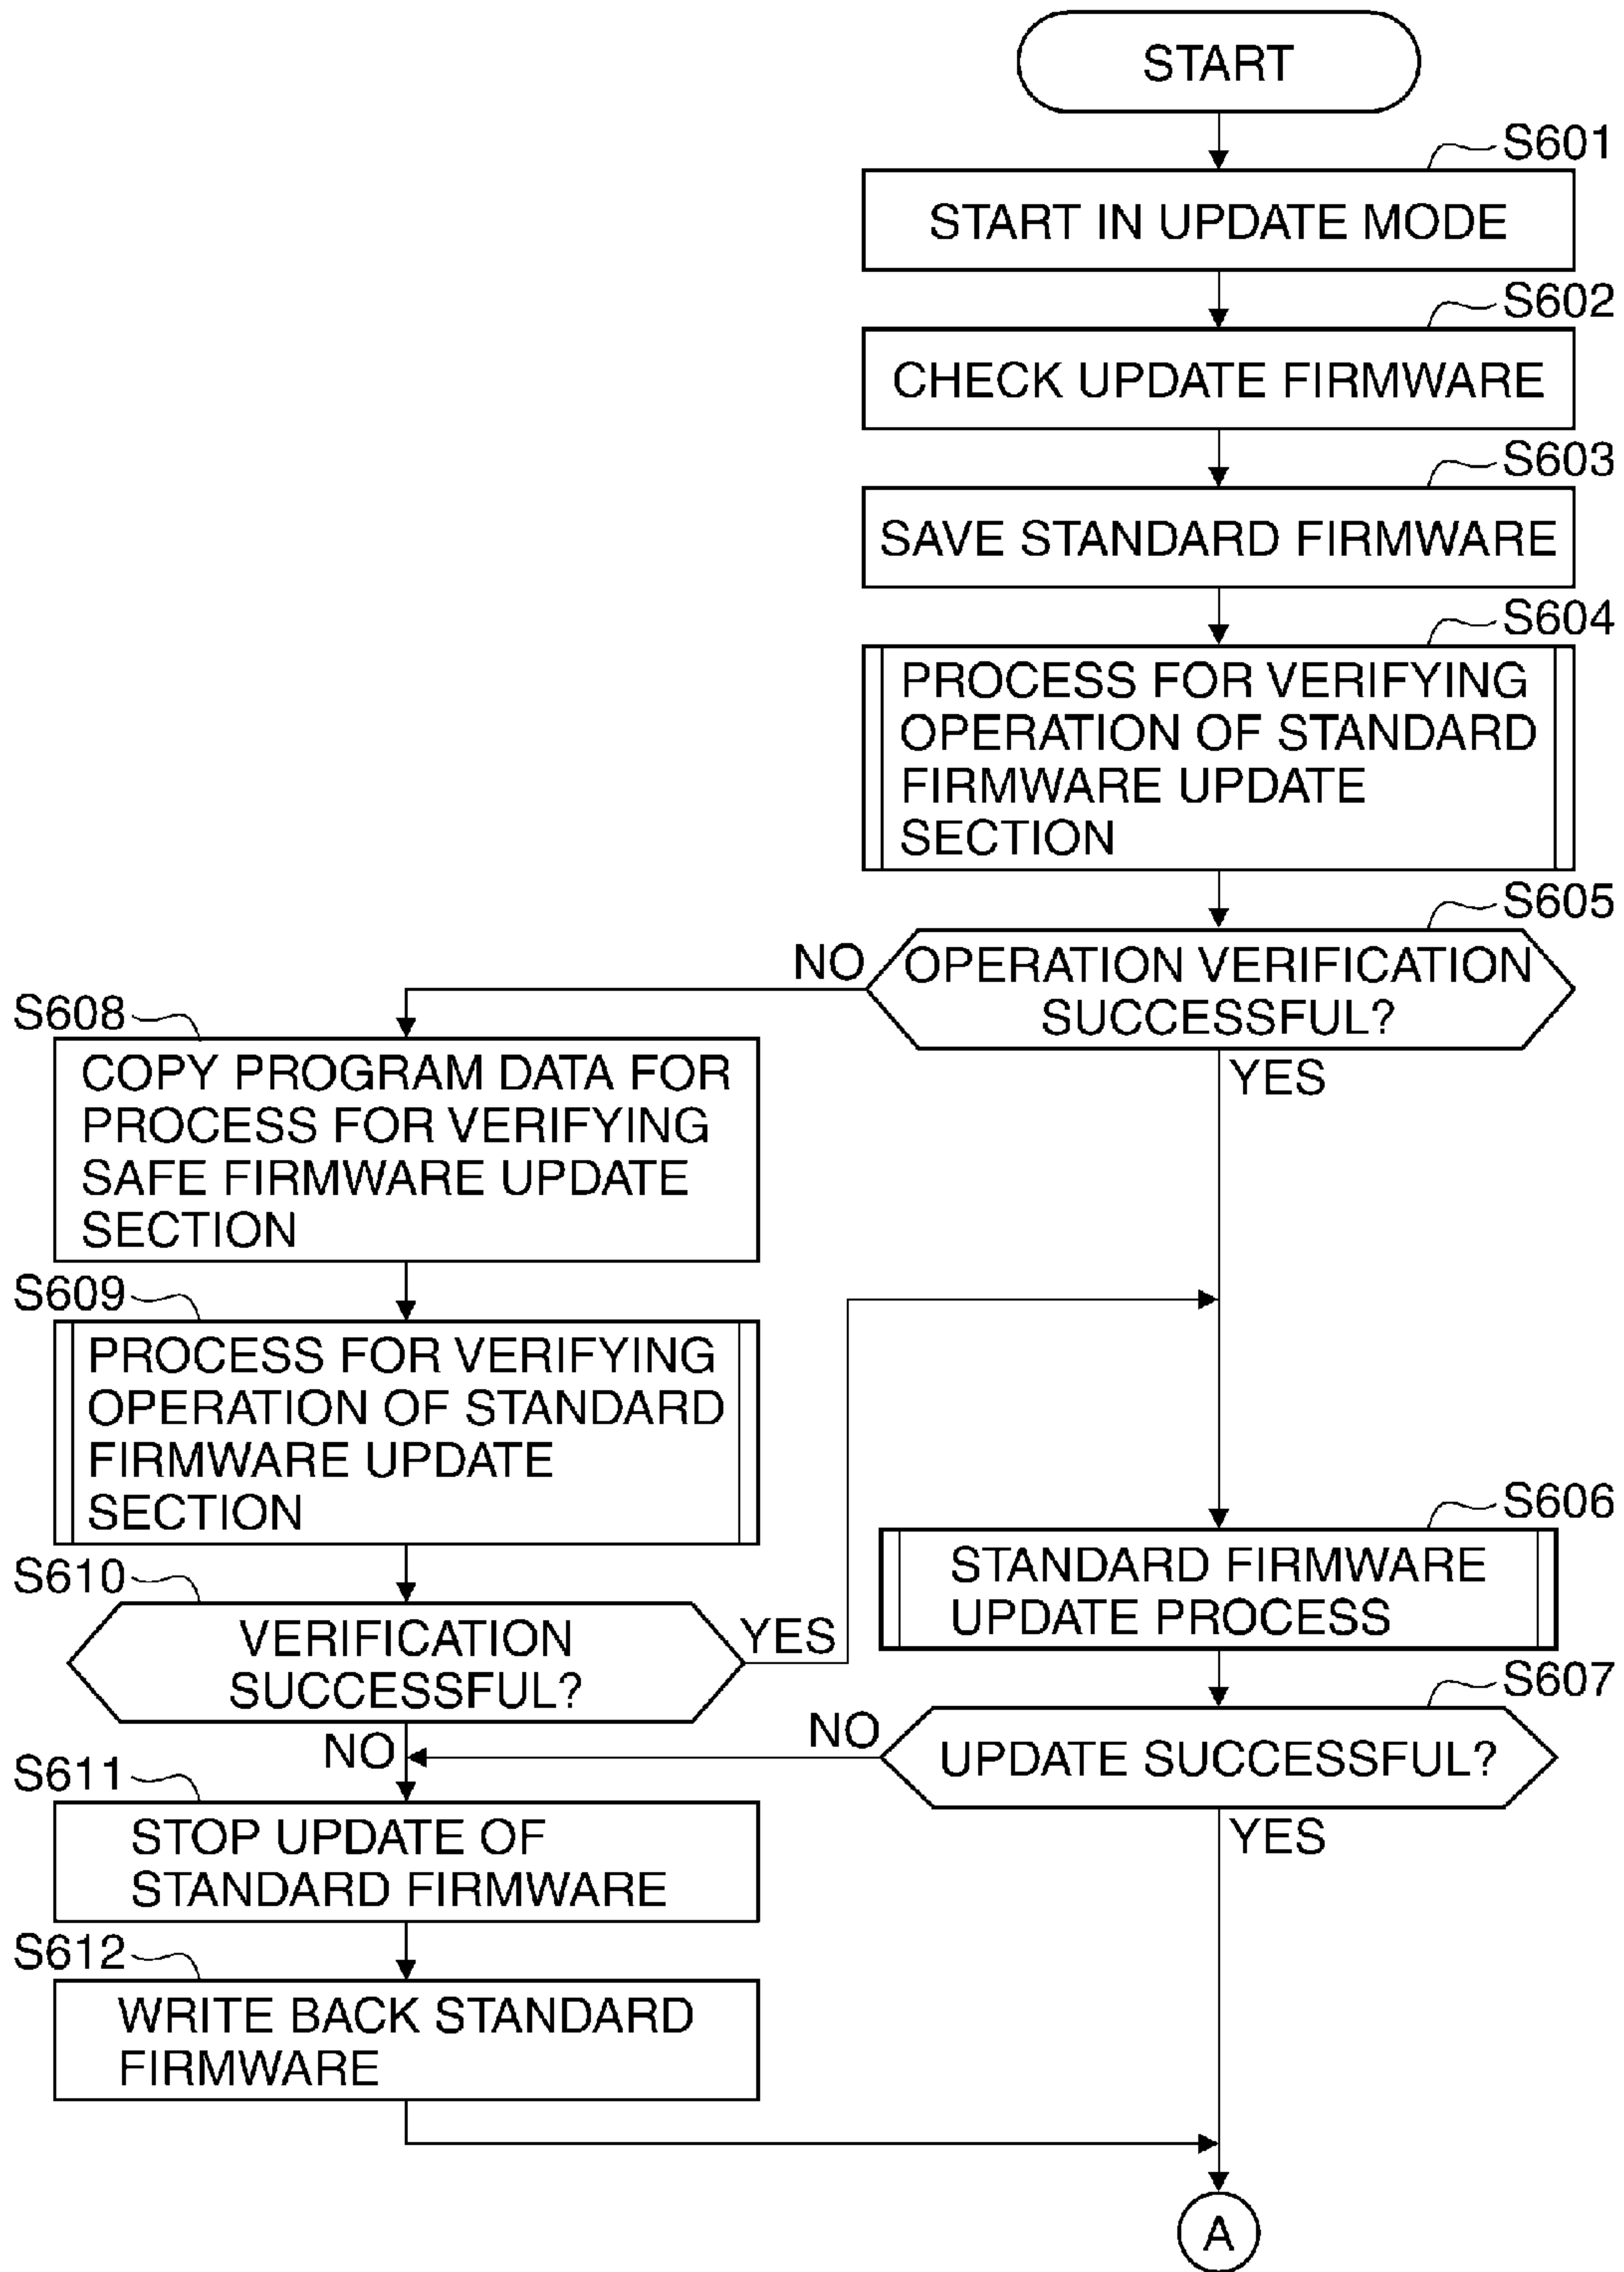 START
S601
START IN UPDATE MODE
S602
CHECK UPDATE FIRMWARE
S603
SAVE STANDARD FIRMWARE
S604
PROCESS FOR VERIFYING
OPERATION OF STANDARD
FIRMWARE UPDATE
SECTION
S605
OPERATION VERIFICATION
SUCCESSFUL?
NO
YES
S608
COPY PROGRAM DATA FOR
PROCESS FOR VERIFYING
SAFE FIRMWARE UPDATE
SECTION
S609
PROCESS FOR VERIFYING
OPERATION OF STANDARD
FIRMWARE UPDATE
SECTION
S610
VERIFICATION
SUCCESSFUL?
YES
NO
S606
STANDARD FIRMWARE
UPDATE PROCESS
S607
UPDATE SUCCESSFUL?
NO
YES
S611
STOP UPDATE OF
STANDARD FIRMWARE
S612
WRITE BACK STANDARD
FIRMWARE
A